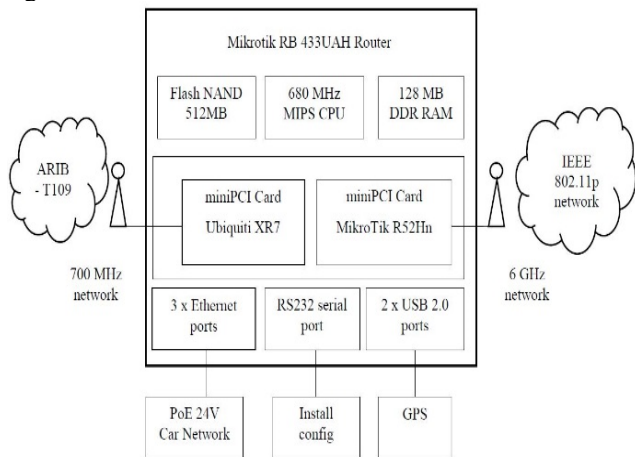 Mikrotik RB 433UAH Router
Flash NAND
512MB
680 MHz
MIPS CPU
128 MB
DDR RAM
ARIB
- T109
miniPCI Card
Ubiquiti XR7
miniPCI Card
MikroTik R52Hn
IEEE
802.11p
network
700 MHz
network
6 GHz
network
3 x Ethernet
ports
RS232 serial
port
2 x USB 2.0
ports
PoE 24V
Car Network
Install
config
GPS